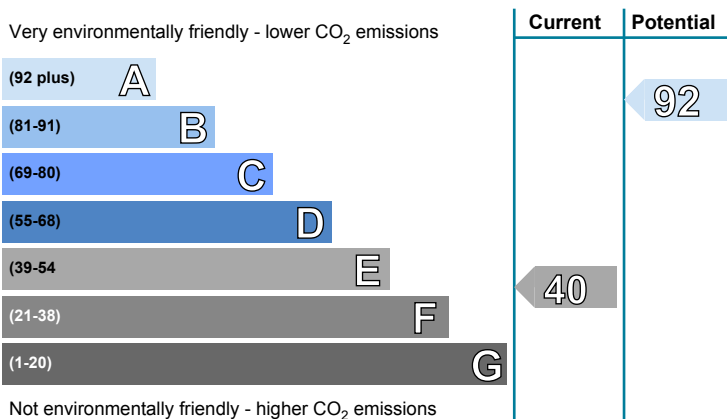 Current Potential
Very environmentally friendly - lower CO2 emissions
(92 plus) A
92
(81-91) B
(69-80) C
(55-68) D
(39-54 E
40
(21-38) F
(1-20) G
Not environmentally friendly - higher CO2 emissions